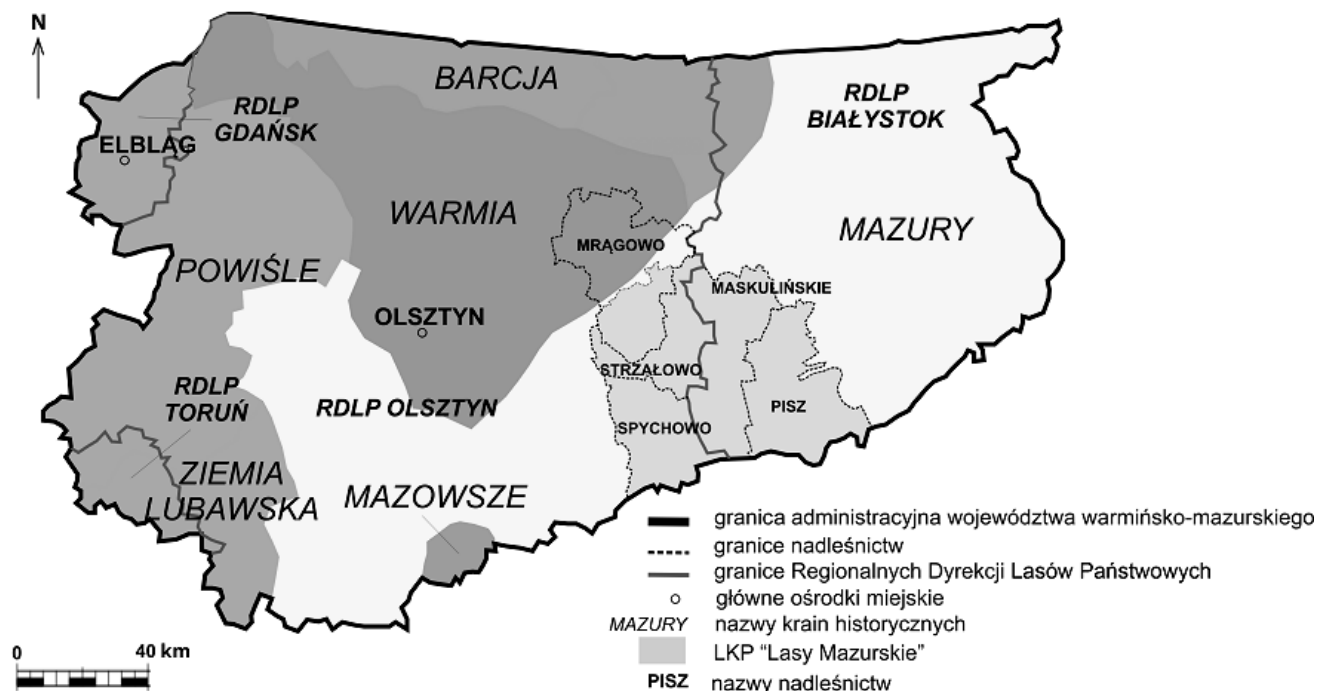 N
BARCJA
RDLP
GDAŃSK
ELBLĄG
RDLP
BIAŁYSTOK
WARMIA
MAZURY
MRĄGOWO
POWIŚLE
MASKULIŃSKIE
OLSZTYN
STRZAŁOWO
RDLP
TORUŃ
RDLP OLSZTYN
PISZ
SPYCHOWO
ZIEMIA
LUBAWSKA
MAZOWSZE
granica administracyjna województwa warmińsko-mazurskiego
granice nadleśnictw
granice Regionalnych Dyrekcji Lasów Państwowych
główne ośrodki miejskie
MAZURY nazwy krain historycznych
LKP “Lasy Mazurskie”
PISZ nazwy nadleśnictw
0 40 km